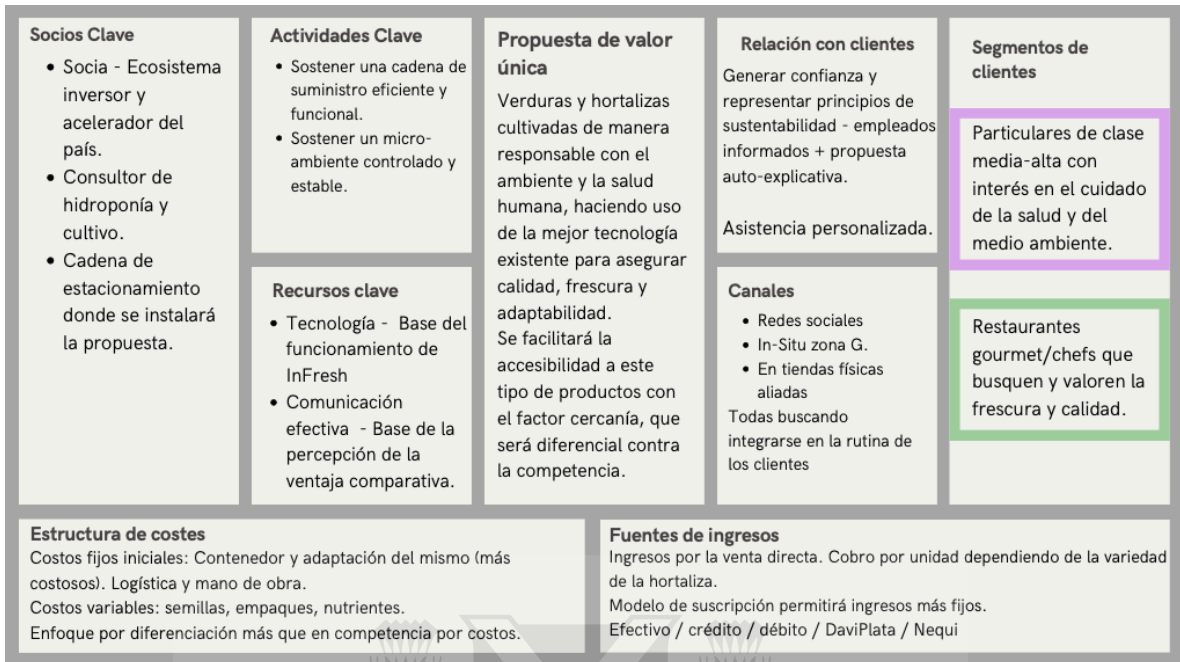 Socios Clave
• Socia - Ecosistema
inversor y
acelerador del
país.
• Consultor de
hidroponía y
cultivo.
• Cadena de
estacionamiento
donde se instalará
la propuesta.
Actividades Clave
• Sostener una cadena de
suministro eficiente y
funcional.
• Sostener un micro-
ambiente controlado y
estable.
Recursos clave
• Tecnología - Base del
funcionamiento de
InFresh
• Comunicación
efectiva - Base de la
percepción de la
ventaja comparativa.
Propuesta de valor
única
Verduras y hortalizas
cultivadas de manera
responsable con el
ambiente y la salud
humana, haciendo uso
de la mejor tecnología
existente para asegurar
calidad, frescura y
adaptabilidad.
Se facilitará la
accesibilidad a este
tipo de productos con
el factor cercanía, que
será diferencial contra
la competencia.
Relación con clientes
Generar confianza y
representar principios de
sustentabilidad - empleados
informados + propuesta
auto-explicativa.
Asistencia personalizada.
Canales
• Redes sociales
• In-Situ zona G.
• En tiendas físicas
aliadas
Todas buscando
integrarse en la rutina de
los clientes
Segmentos de
clientes
Particulares de clase
media-alta con
interés en el cuidado
de la salud y del
medio ambiente.
Restaurantes
gourmet/chefs que
busquen y valoren la
frescura y calidad.
Estructura de costes
Costos fijos iniciales: Contenedor y adaptación del mismo (más
costosos). Logística y mano de obra.
Costos variables: semillas, empaques, nutrientes.
Enfoque por diferenciación más que en competencia por costos.
Fuentes de ingresos
Ingresos por la venta directa. Cobro por unidad dependiendo de la variedad
de la hortaliza.
Modelo de suscripción permitirá ingresos más fijos.
Efectivo / crédito / débito / DaviPlata / Nequi